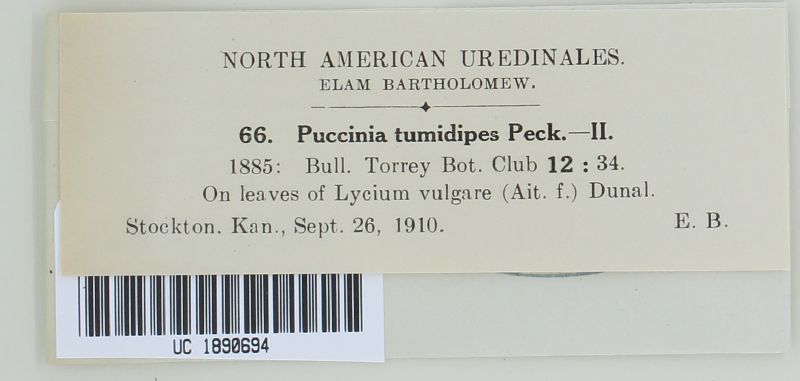 NORTH AMERICAN UREDINALES.
ELAM BARTHOLOMEW.
66. Puccinia tumidipes Peck.—II.
1885: Bull. Torrey Bot. Club 12 : 34.
On leaves of Lycium vulgare (Ait. f.) Dunal.
Stockton. Kan., Sept. 26, 1910. E. B.
UC 1890694